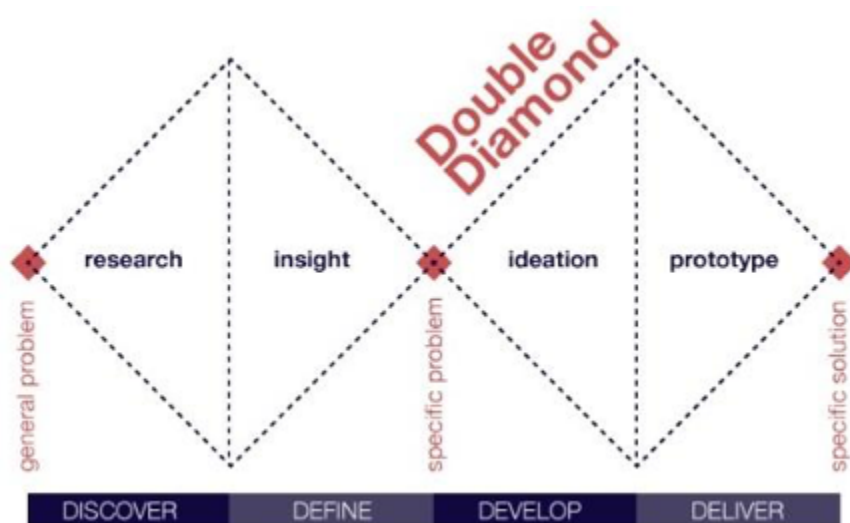 Double
Diamond
research
insight
ideation
prototype
general problem
specific problem
specific solution
DISCOVER
DEFINE
DEVELOP
DELIVER